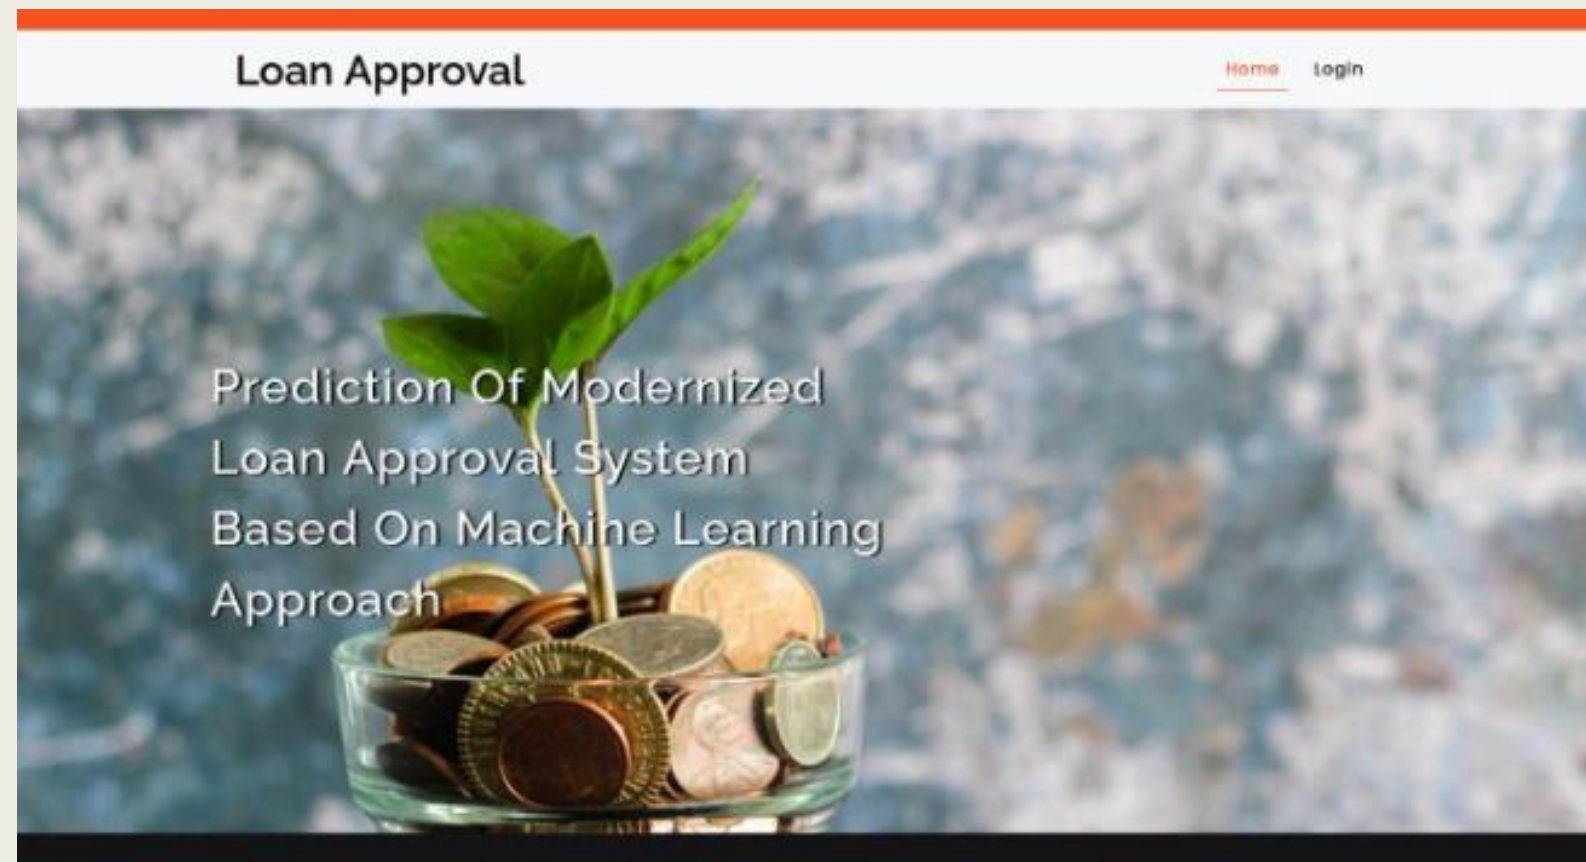 Loan Approval
Home Login
Prediction Of Modernized
Loan Approval System
Based On Machine Learning
Approach